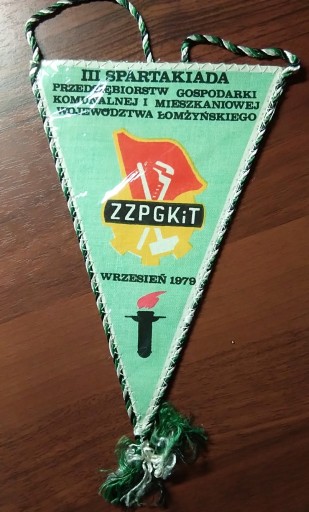 III SPARTAKIADA
PRZEDSIĘBIORSTW GOSPODARKI
KOMUNALNEJ I MIESZKANIOWEJ
WOJEWÓDZTWA ŁOMŻYŃSKIEGO
ZZPGKiT
WRZESIEŃ 1979